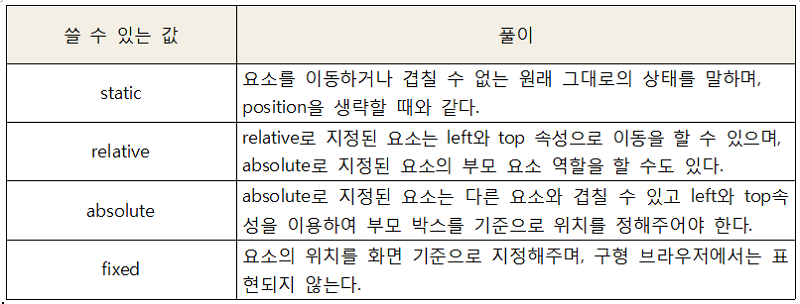 쓸 수 있는 값
풀이
static
요소를 이동하거나 겹칠 수 없는 원래 그대로의 상태를 말하며,
position을 생략할 때와 같다.
relative
relative로 지정된 요소는 left와 top 속성으로 이동을 할 수 있으며,
absolute로 지정된 요소의 부모 요소 역할을 할 수도 있다.
absolute
absolute로 지정된 요소는 다른 요소와 겹칠 수 있고 left와 top속
성을 이용하여 부모 박스를 기준으로 위치를 정해주어야 한다.
fixed
요소의 위치를 화면 기준으로 지정해주며, 구형 브라우저에서는 표
현되지 않는다.